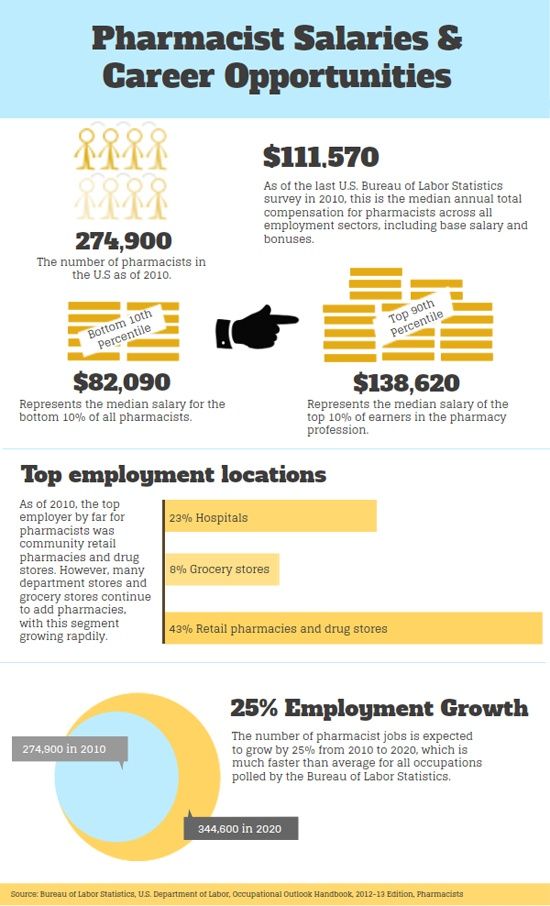 Pharmacist Salaries &
Career Opportunities
274,900
The number of pharmacists in
the U.S as of 2010.
$111,570
As of the last U.S. Bureau of Labor Statistics
survey in 2010, this is the median annual total
compensation for pharmacists across all
employment sectors, including base salary and
bonuses.
Bottom 10th
Percentile
$82,090
Represents the median salary for the
bottom 10% of all pharmacists.
Top 90th
Percentile
$138,620
Represents the median salary of the
top 10% of earners in the pharmacy
profession.
Top employment locations
As of 2010, the top
employer by far for
pharmacists was
community retail
pharmacies and drug
stores. However, many
department stores and
grocery stores continue
to add pharmacies,
with this segment
growing rapdily.
23% Hospitals
8% Grocery stores
43% Retail pharmacies and drug stores
25% Employment Growth
The number of pharmacist jobs is expected
to grow by 25% from 2010 to 2020, which is
much faster than average for all occupations
polled by the Bureau of Labor Statistics.
274,900 in 2010
344,600 in 2020
Source: Bureau of Labor Statistics, U.S. Department of Labor, Occupational Outlook Handbook, 2012-13 Edition, Pharmacists